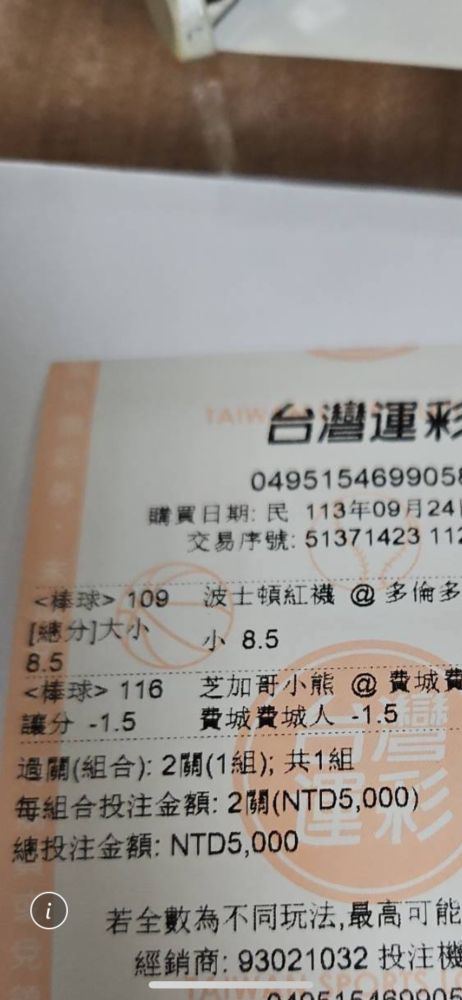 台灣運彩
0495154699058
購買日期: 民 113年09月24日
交易序號: 51371423 112
<棒球> 109 波士頓紅襪 @ 多倫多
[總分]大小 小 8.5
8.5
<棒球> 116 芝加哥小熊 @ 費城費
讓分 -1.5 費城費城人 -1.5
過關(組合): 2關(1組); 共1組
每組合投注金額: 2關(NTD5,000)
總投注金額: NTD5,000
若全數為不同玩法,最高可能
經銷商: 93021032 投注機
TAIWAN SPORTS
049515469905